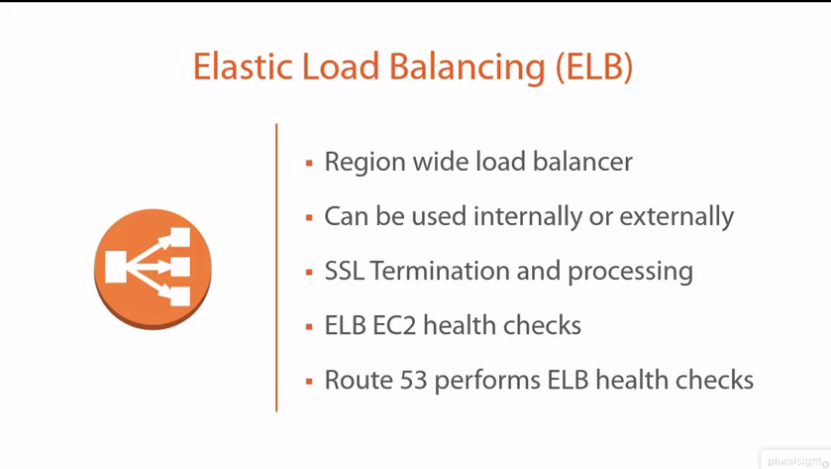 Elastic Load Balancing (ELB)
Region wide load balancer
Can be used internally or externally
SSL Termination and processing
ELB EC2 health checks
Route 53 performs ELB health checks
pluralsight